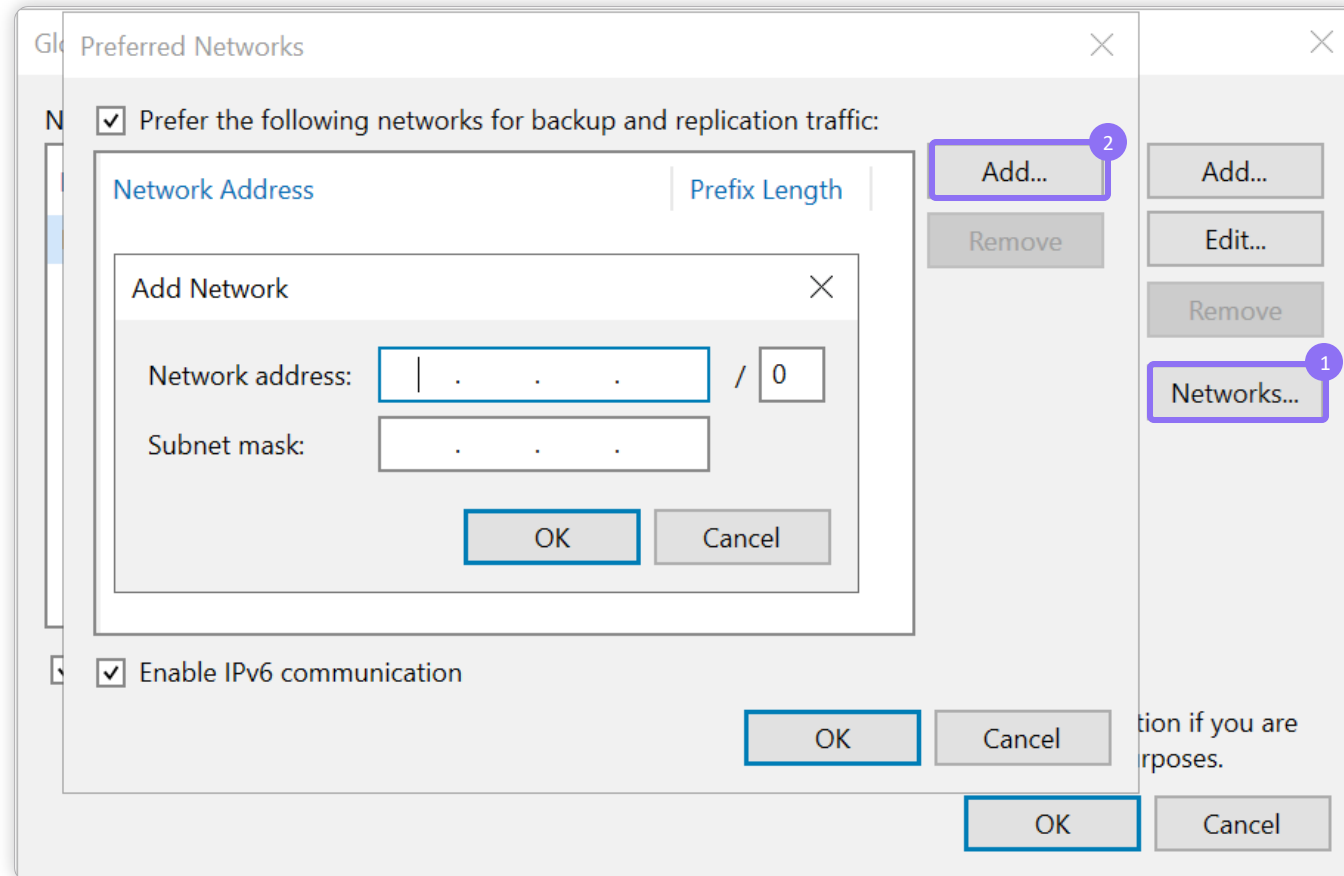 Preferred Networks
Prefer the following networks for backup and replication traffic:
Network Address Prefix Length
Add... 2
Remove
Add Network
Network address: . . . / 0
Subnet mask: . . .
OK Cancel
Enable IPv6 communication
OK Cancel
Add...
Edit...
Remove
Networks... 1
if you are
OK Cancel